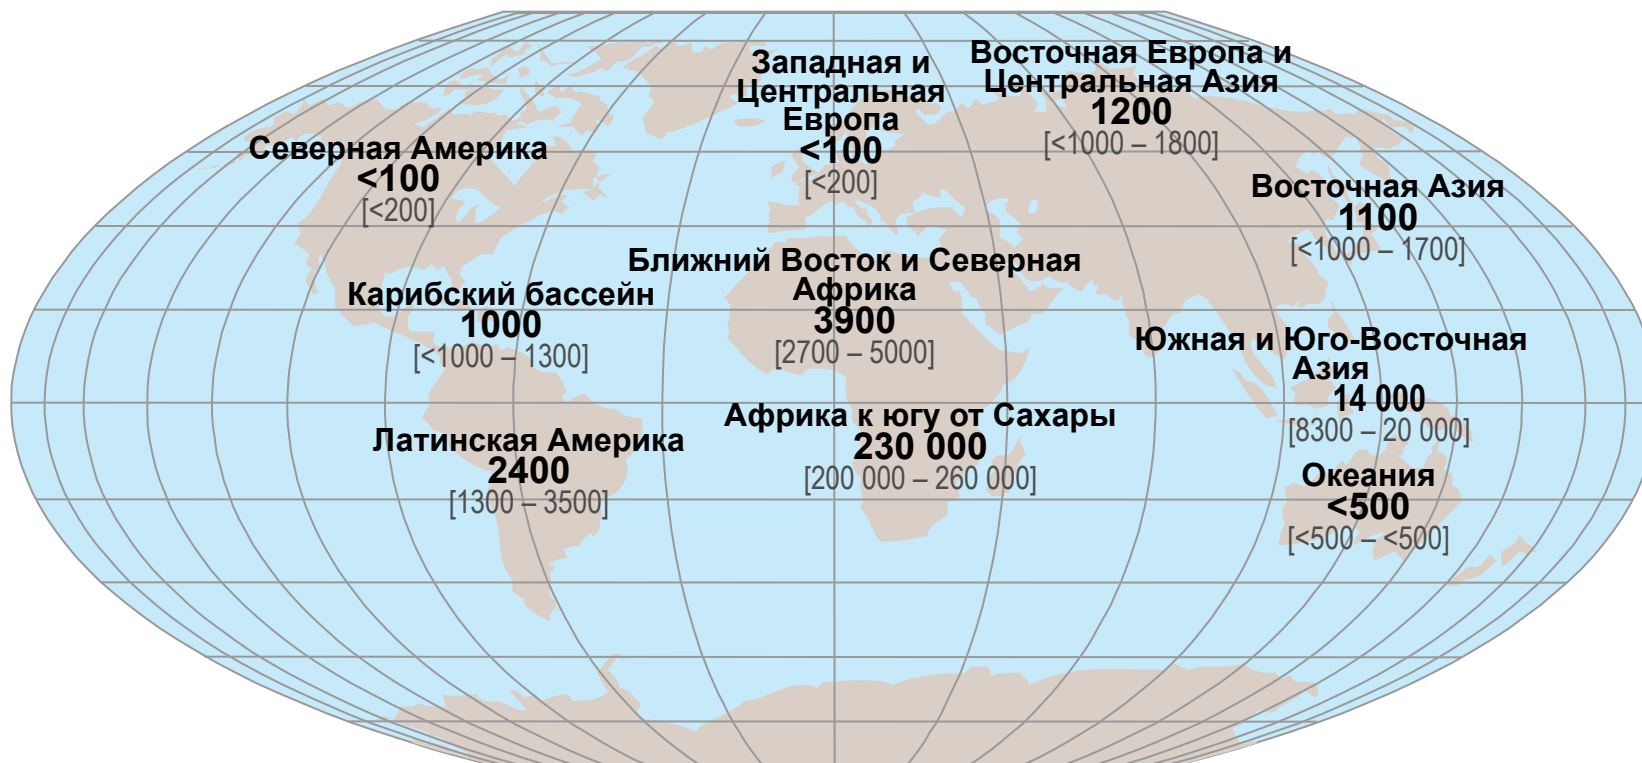 Западная и
Центральная
Европа
<100
[<200]
Восточная Европа и
Центральная Азия
1200
[<1000 – 1800]
Северная Америка
<100
[<200]
Восточная Азия
1100
[<1000 – 1700]
Ближний Восток и Северная
Африка
3900
[2700 – 5000]
Карибский бассейн
1000
[<1000 – 1300]
Южная и Юго-Восточная
Азия
14 000
[8300 – 20 000]
Африка к югу от Сахары
230 000
[200 000 – 260 000]
Латинская Америка
2400
[1300 – 3500]
Океания
<500
[<500 – <500]